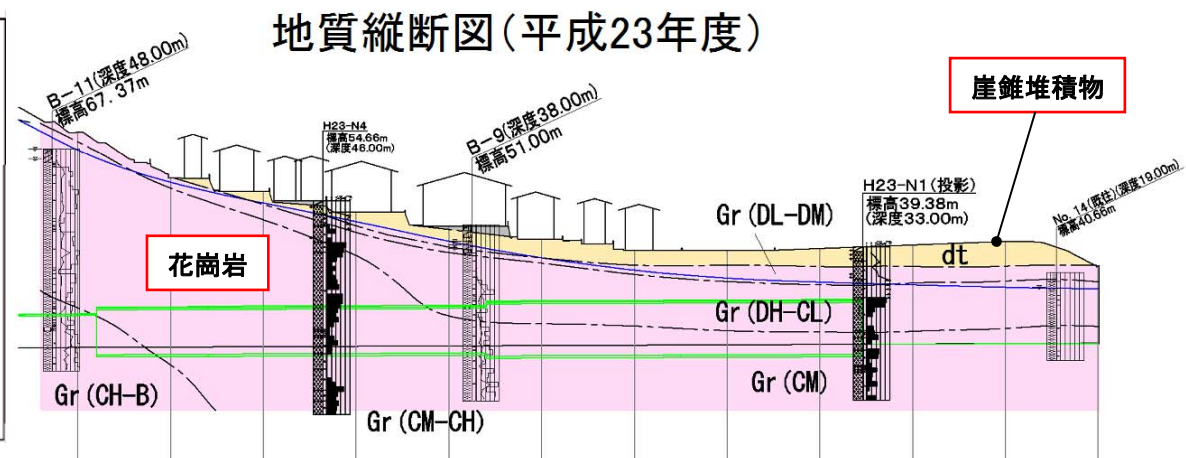 地質縦断図(平成23年度)
B-11(深度48.00m)
標高67.37m
H23-N4
標高54.66m
(深度46.00m)
B-9(深度38.00m)
標高51.00m
崖錐堆積物
H23-N1(投影)
標高39.38m
(深度33.00m)
No.14(既往)(深度19.00m)
標高40.66m
Gr(DL-DM)
dt
花崗岩
Gr(DH-CL)
Gr(CM)
Gr(CH-B)
Gr(CM-CH)